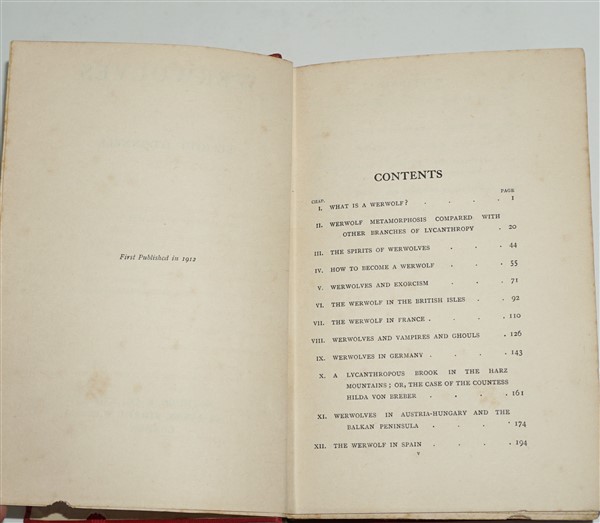 First Published in 1912
CONTENTS
CHAP. PAGE
I. WHAT IS A WERWOLF? . . . . 1
II. WERWOLF METAMORPHOSIS COMPARED WITH
OTHER BRANCHES OF LYCANTHROPY . 20
III. THE SPIRITS OF WERWOLVES . . . 44
IV. HOW TO BECOME A WERWOLF . . . 55
V. WERWOLVES AND EXORCISM . . . 71
VI. THE WERWOLF IN THE BRITISH ISLES . . 92
VII. THE WERWOLF IN FRANCE . . . . 110
VIII. WERWOLVES AND VAMPIRES AND GHOULS . 126
IX. WERWOLVES IN GERMANY . . . . 143
X. A LYCANTHROPOUS BROOK IN THE HARZ
MOUNTAINS; OR, THE CASE OF THE COUNTESS
HILDA VON BREBER . . . . 161
XI. WERWOLVES IN AUSTRIA-HUNGARY AND THE
BALKAN PENINSULA . . . . 174
XII. THE WERWOLF IN SPAIN . . . . 194
v